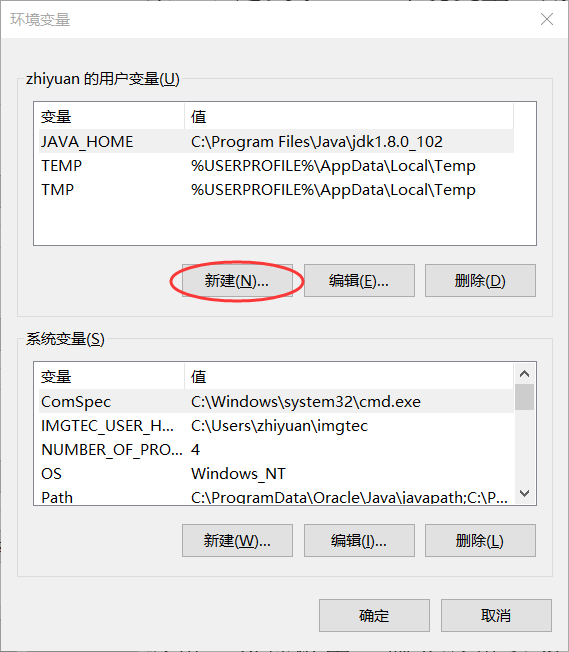 环境变量
zhiyuan 的用户变量(U)
变量 值
JAVA_HOME C:\Program Files\Java\jdk1.8.0_102
TEMP %USERPROFILE%\AppData\Local\Temp
TMP %USERPROFILE%\AppData\Local\Temp
新建(N)... 编辑(E)... 删除(D)
系统变量(S)
变量 值
ComSpec C:\Windows\system32\cmd.exe
IMGTEC_USER_H... C:\Users\zhiyuan\imgtec
NUMBER_OF_PRO... 4
OS Windows_NT
Path C:\ProgramData\Oracle\Java\javapath;C:\P...
新建(W)... 编辑(I)... 删除(L)
确定 取消